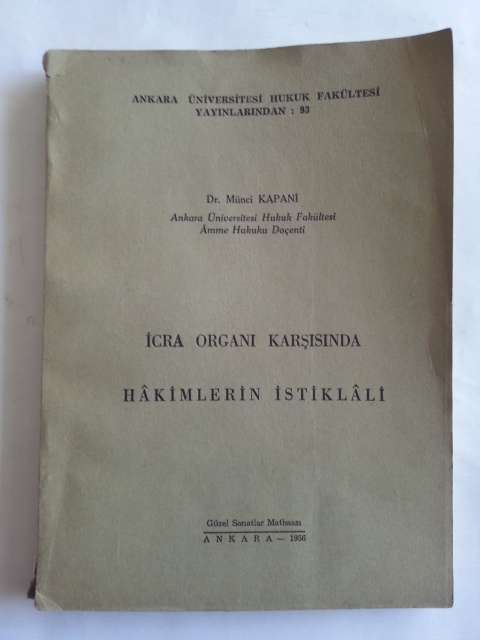 ANKARA ÜNİVERSİTESİ HUKUK FAKÜLTESİ
YAYINLARINDAN : 93
Dr. Münci KAPANİ
Ankara Üniversitesi Hukuk Fakültesi
Âmme Hukuku Doçenti
İCRA ORGANI KARŞISINDA
HÂKİMLERİN İSTİKLÂLİ
Güzel Sanatlar Matbaası
ANKARA — 1956